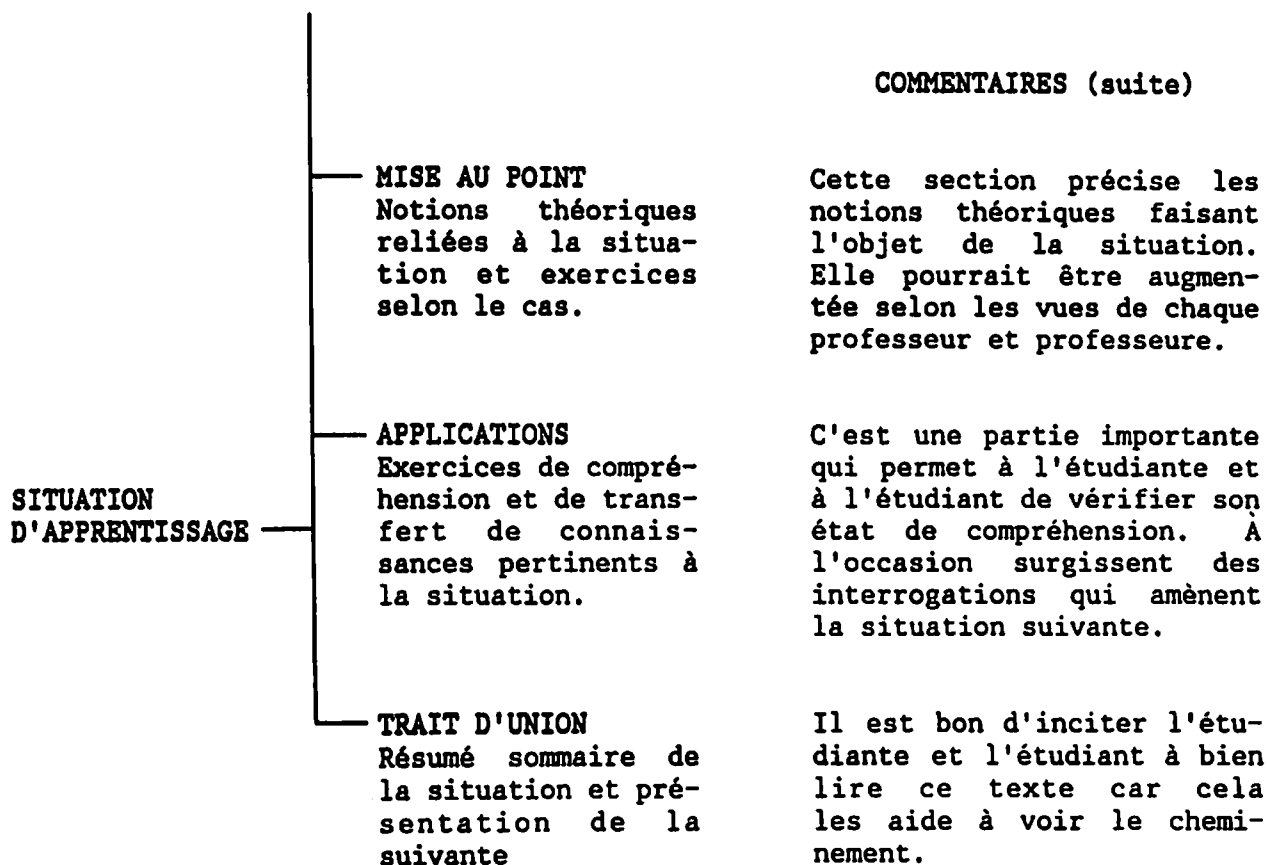 COMMENTAIRES (suite)
MISE AU POINT
Notions théoriques
reliées à la situa-
tion et exercices
selon le cas.
Cette section précise les
notions théoriques faisant
l'objet de la situation.
Elle pourrait être augmen-
tée selon les vues de chaque
professeur et professeure.
SITUATION
D'APPRENTISSAGE
APPLICATIONS
Exercices de compré-
hension et de trans-
fert de connais-
sances pertinents à
la situation.
C'est une partie importante
qui permet à l'étudiante et
à l'étudiant de vérifier son
état de compréhension. À
l'occasion surgissent des
interrogations qui amènent
la situation suivante.
TRAIT D'UNION
Résumé sommaire de
la situation et pré-
sentation de la
suivante
Il est bon d'inciter l'étu-
diante et l'étudiant à bien
lire ce texte car cela
les aide à voir le chemi-
nement.